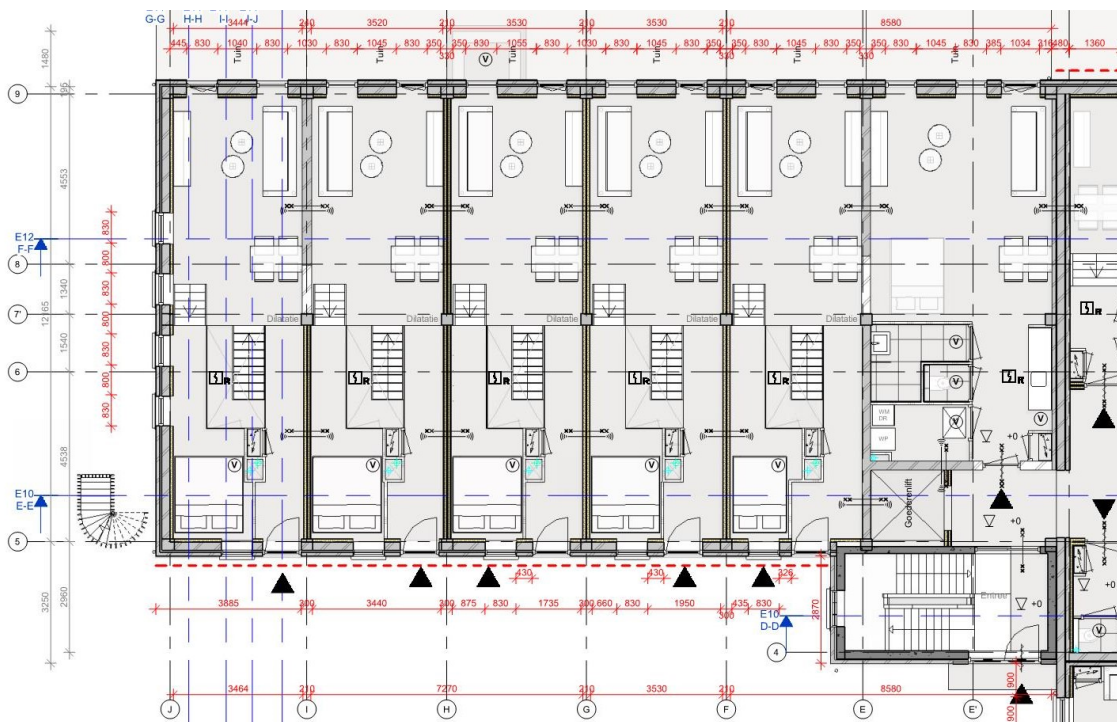 G-G H-H I-I J-J
3444 210 3520 210 3530 210 3530 210 8580
445 830 1040 830 1030 830 1045 830 350 350 830 1055 830 1030 830 1045 830 350 350 830 1045 830 350 350 830 1045 830 385 1034 316 480 1360
330 330 330
Tuin Tuin Tuin Tuin Tuin Tuin
1480
V
195
9
4553
830
E12
F-F
800
8
830
1340
12165
800
7'
Dilatatie Dilatatie Dilatatie Dilatatie Dilatatie
830
1540
V
800
6
R R R R R R R
V
830
WM
DR
V
V
WP
+0
4538
V V V V V
E10
E-E
Goederenlift
5
+0
430 430 326
3250
2960
2870
Entree
+0
3885 300 3440 300 875 830 1735 300 660 830 1950 435 830
300
E10
D-D
V
4
900
3464 210 7270 210 3530 210 8580
900
J I H G F E E'